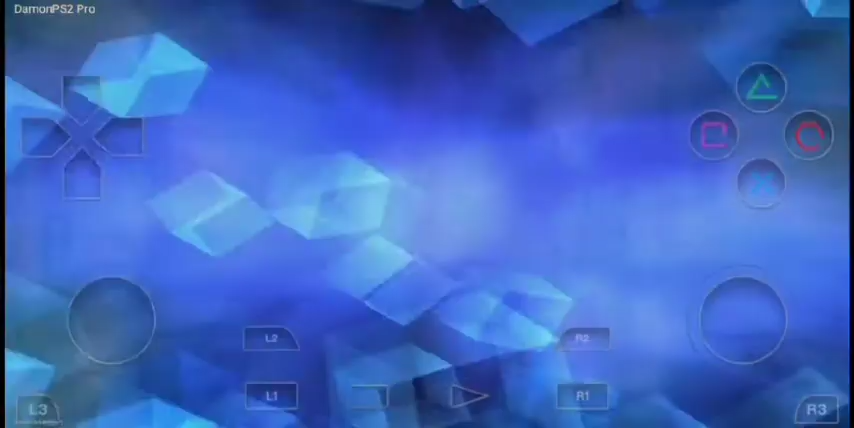 DamonPS2 Pro
L2
R2
L1
R1
L3
R3